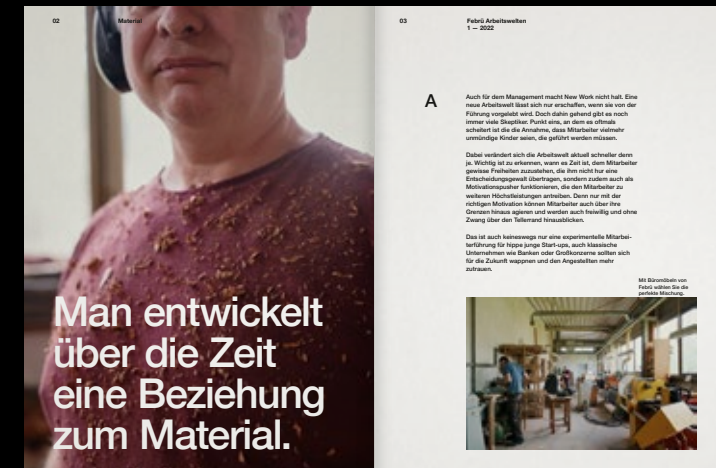 02
Material
Man entwickelt
über die Zeit
eine Beziehung
zum Material.
03
Febrü Arbeitswelten
1 — 2022
A
Auch für dem Management macht New Work nicht halt. Eine
neue Arbeitswelt lässt sich nur erschaffen, wenn sie von der
Führung vorgelebt wird. Doch dahin gehend gibt es noch
immer viele Skeptiker. Punkt eins, an dem es oftmals
scheitert ist die die Annahme, dass Mitarbeiter vielmehr
unmündige Kinder seien, die geführt werden müssen.
Dabei verändert sich die Arbeitswelt aktuell schneller denn
je. Wichtig ist zu erkennen, wann es Zeit ist, dem Mitarbeiter
gewisse Freiheiten zuzustehen, die ihm nicht nur eine
Entscheidungsgewalt übertragen, sondern zudem auch als
Motivationspusher funktionieren, die den Mitarbeiter zu
weiteren Höchstleistungen antreiben. Denn nur mit der
richtigen Motivation können Mitarbeiter auch über ihre
Grenzen hinaus agieren und werden auch freiwillig und ohne
Zwang über den Tellerrand hinausblicken.
Das ist auch keineswegs nur eine experimentelle Mitarbei-
terführung für hippe junge Start-ups, auch klassische
Unternehmen wie Banken oder Großkonzerne sollten sich
für die Zukunft wappnen und den Angestellten mehr
zutrauen.
Mit Büromöbeln von
Febrü wählen Sie die
perfekte Mischung.